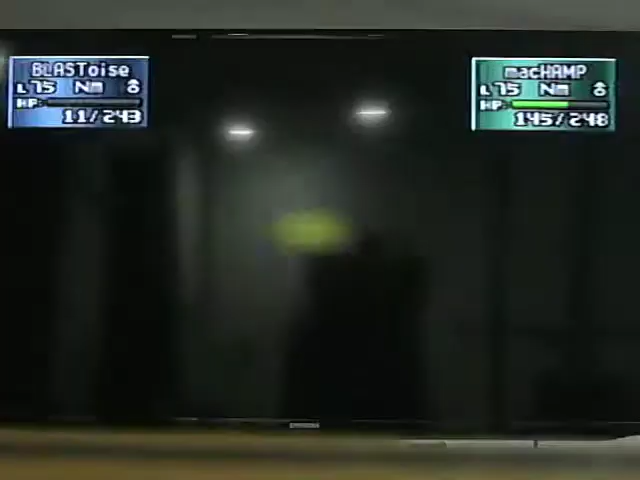 BLASToise
L75 Nm
HP:
11/243
macHAMP
L75 Nm
HP:
145/248